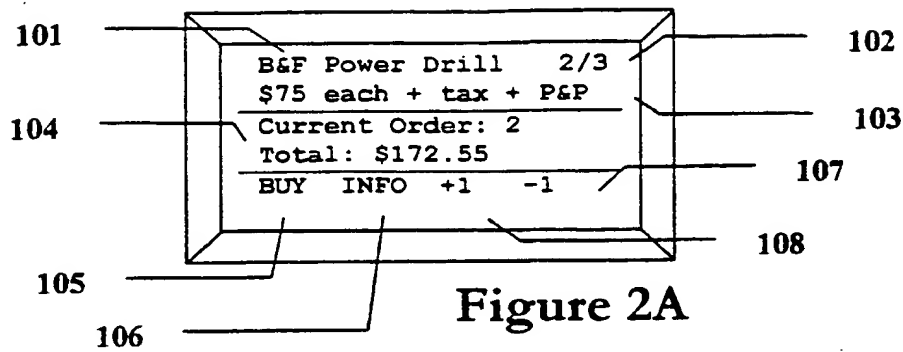 101
102
B&F Power Drill 2/3
$75 each + tax + P&P
103
104
Current Order: 2
Total: $172.55
107
BUY INFO +1 -1
108
105
106
Figure 2A